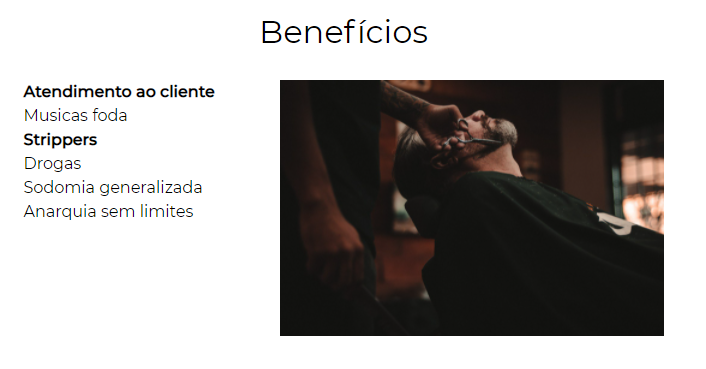 Benefícios
Atendimento ao cliente
Musicas foda
Strippers
Drogas
Sodomia generalizada
Anarquia sem limites